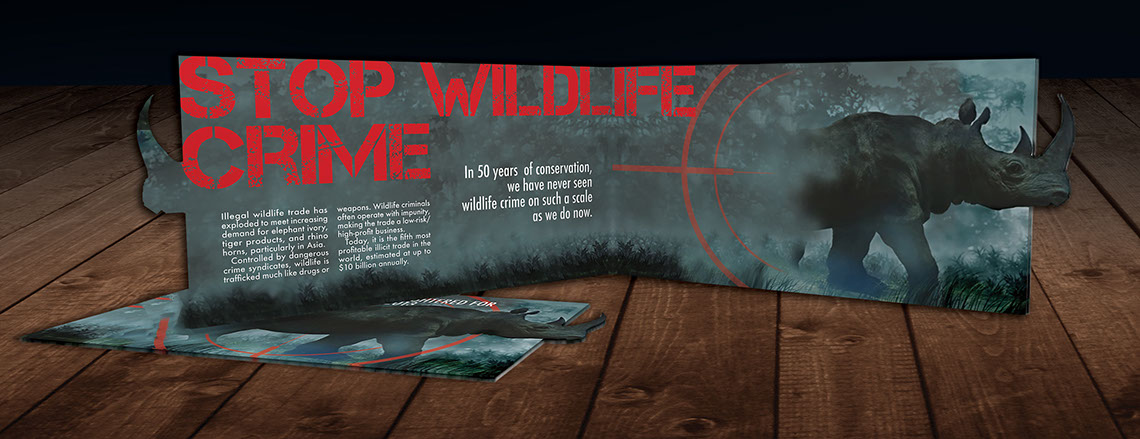 STOP WILDLIFE
CRIME
In 50 years of conservation,
we have never seen
wildlife crime on such a scale
as we do now.
Illegal wildlife trade has
exploded to meet increasing
demand for elephant ivory,
tiger products, and rhino
horns, particularly in Asia.
Controlled by dangerous
crime syndicates, wildlife is
trafficked much like drugs or
weapons. Wildlife criminals
often operate with impunity,
making the trade a low-risk/
high-profit business.
Today, it is the fifth most
profitable illicit trade in the
world, estimated at up to
$10 billion annually.
FOR